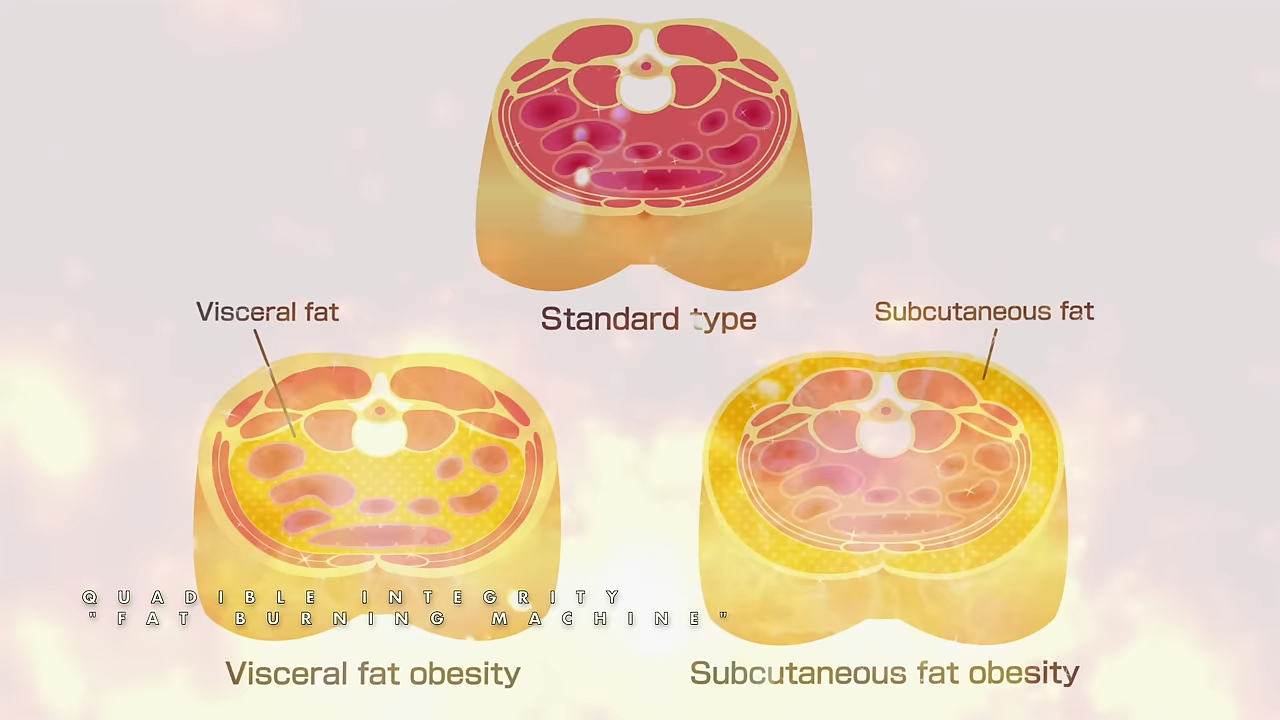 Visceral fat
Standard type
Subcutaneous fat
QUADIBLE INTEGRITY
"FAT BURNING MACHINE"
Visceral fat obesity
Subcutaneous fat obesity